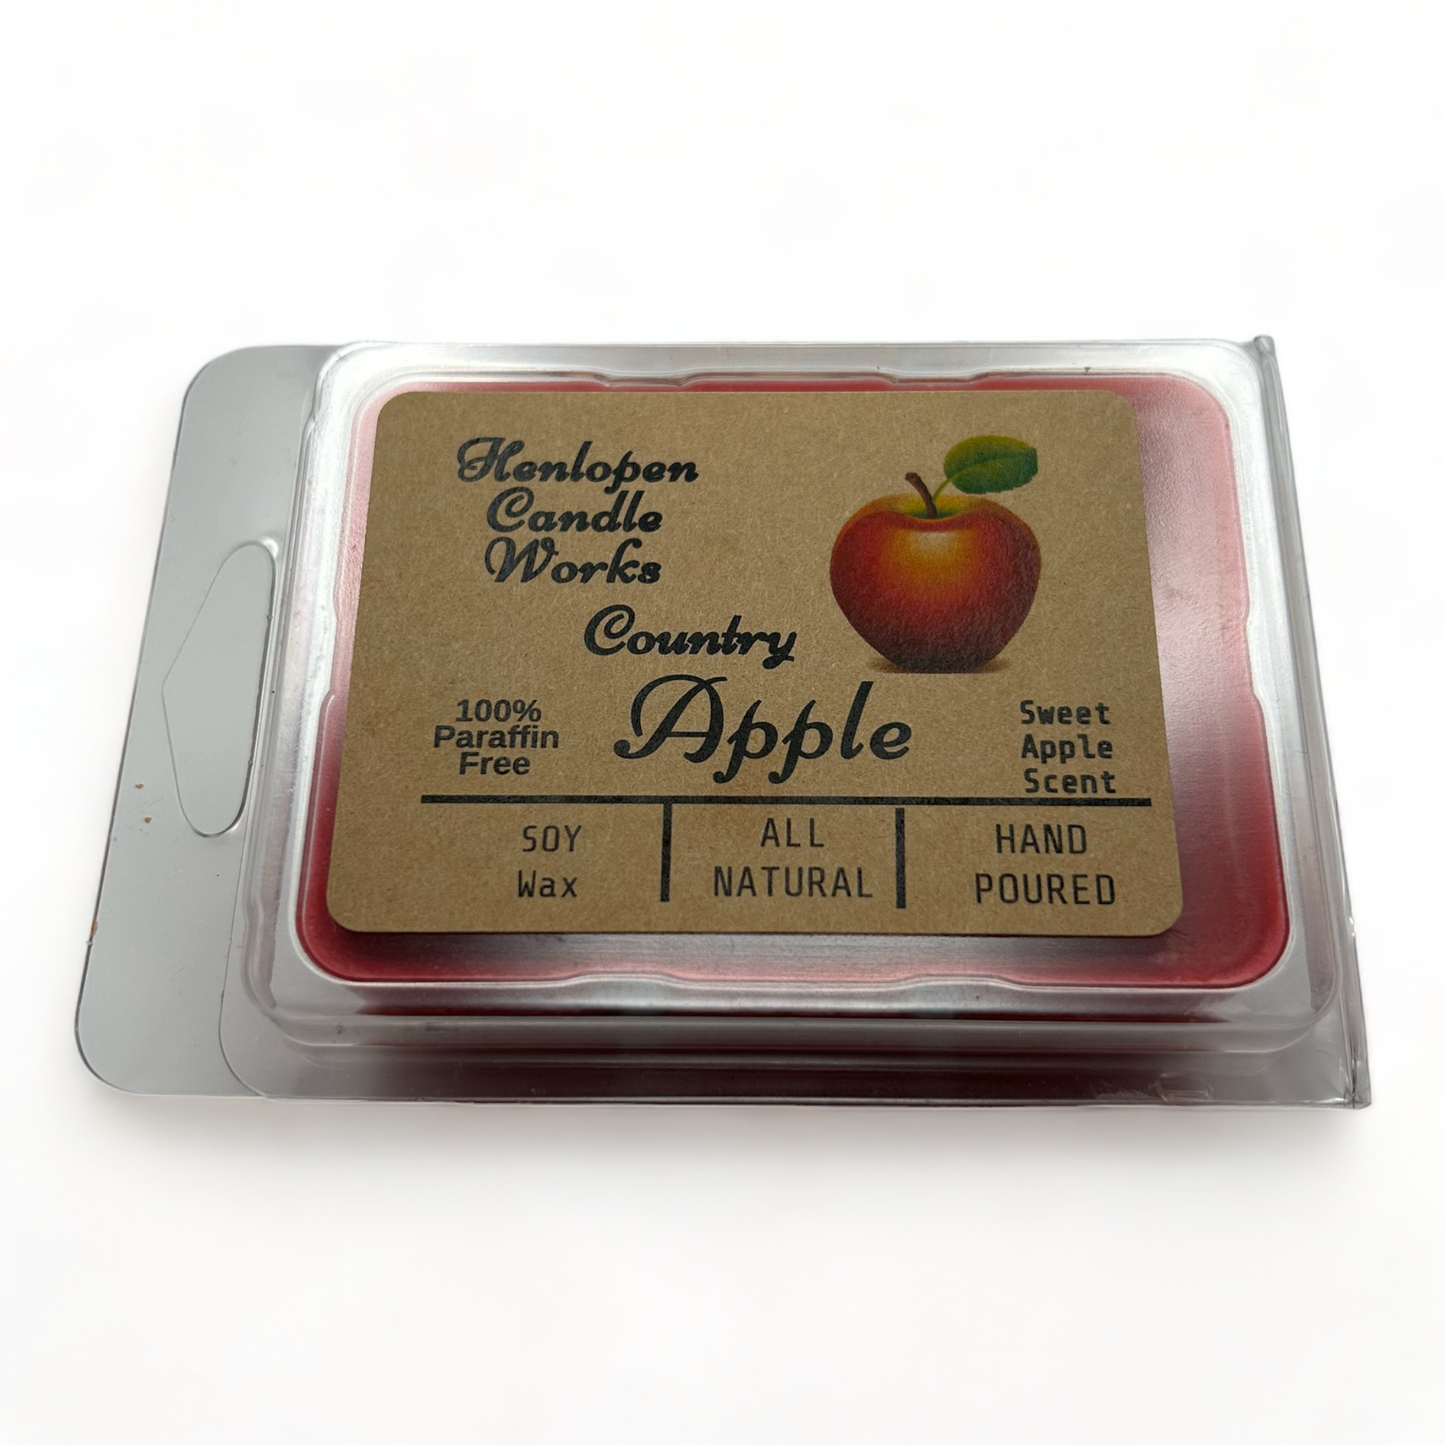 Henlopen
Candle
Works
Country
Apple
100%
Paraffin
Free
Sweet
Apple
Scent
SOY
Wax
ALL
NATURAL
HAND
POURED